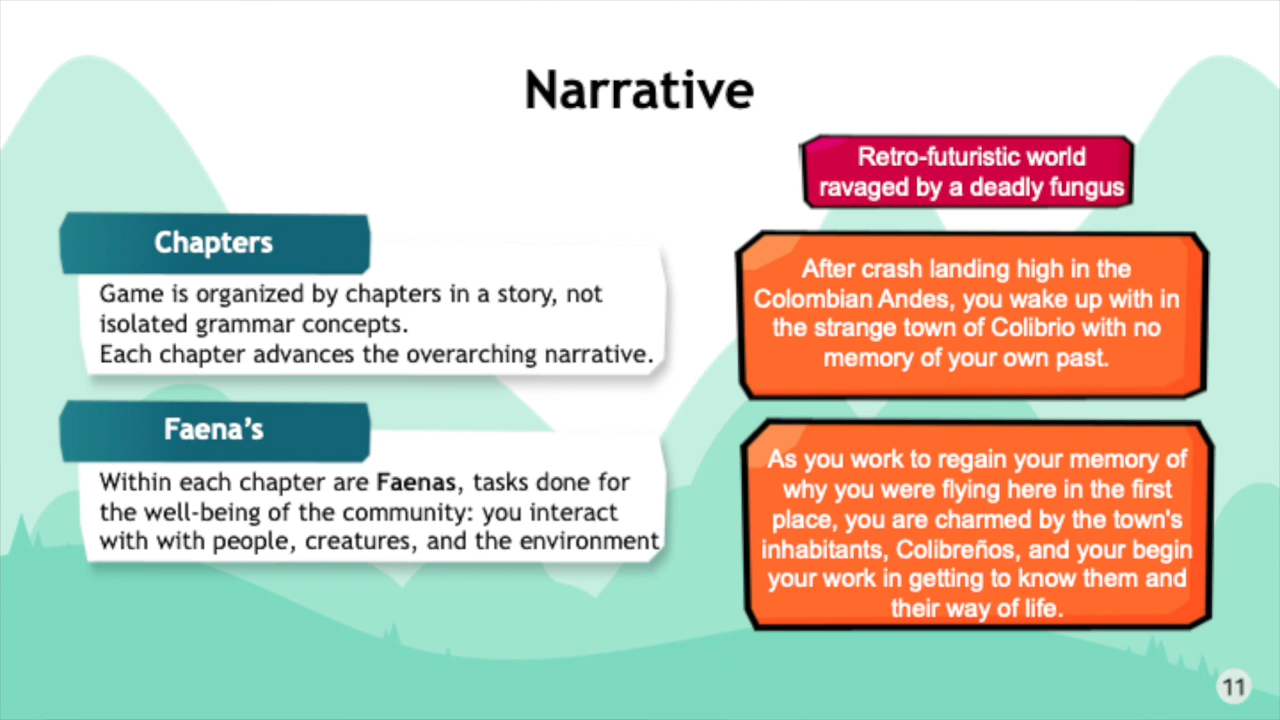 Narrative
Chapters
Game is organized by chapters in a story, not
isolated grammar concepts.
Each chapter advances the overarching narrative.
Faena’s
Within each chapter are Faenas, tasks done for
the well-being of the community: you interact
with with people, creatures, and the environment
Retro-futuristic world
ravaged by a deadly fungus
After crash landing high in the
Colombian Andes, you wake up with in
the strange town of Colibrio with no
memory of your own past.
As you work to regain your memory of
why you were flying here in the first
place, you are charmed by the town's
inhabitants, Colibreños, and your begin
your work in getting to know them and
their way of life.
11